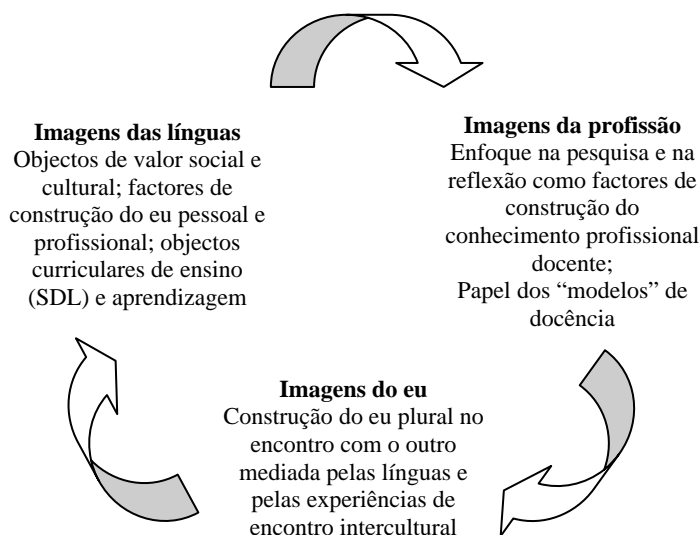 Imagens das línguas
Objectos de valor social e
cultural; factores de
construção do eu pessoal e
profissional; objectos
curriculares de ensino
(SDL) e aprendizagem
Imagens da profissão
Enfoque na pesquisa e na
reflexão como factores de
construção do
conhecimento profissional
docente;
Papel dos “modelos” de
docência
Imagens do eu
Construção do eu plural no
encontro com o outro
mediada pelas línguas e
pelas experiências de
encontro intercultural